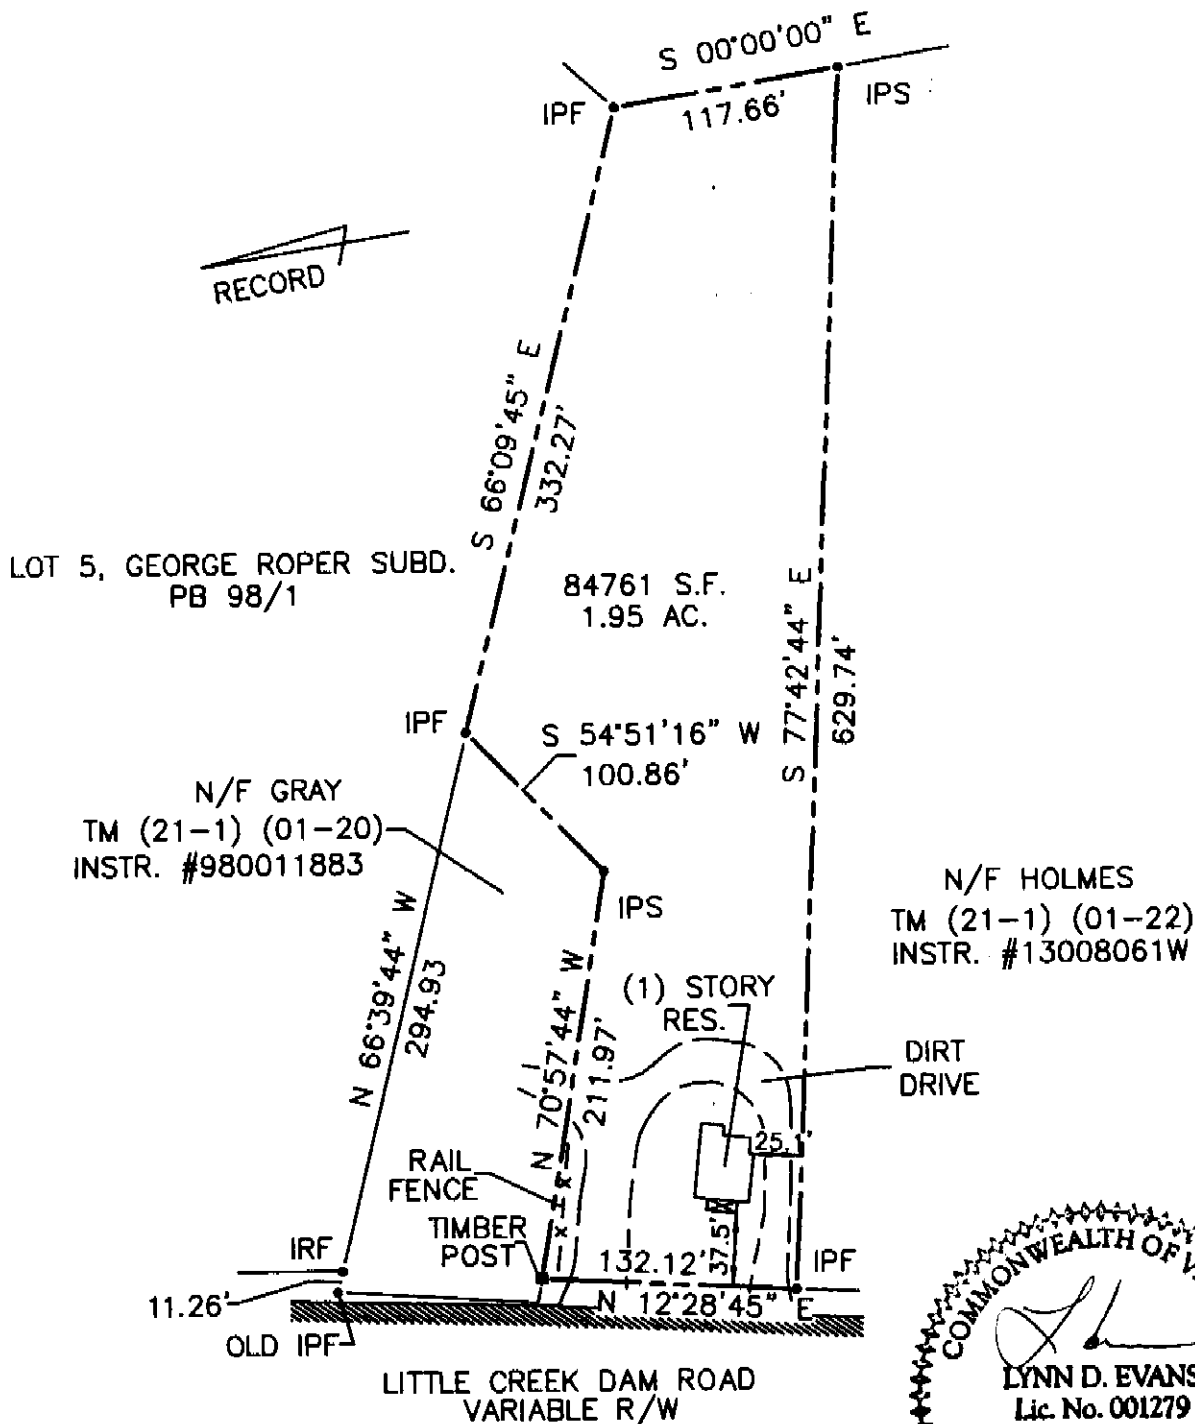 S 00°00'00" E
117.66'
IPF
IPS
RECORD
S 66°09'45" E
332.27'
LOT 5, GEORGE ROPER SUBD.
PB 98/1
84761 S.F.
1.95 AC.
S 77°42'44" E
629.74'
IPF
S 54°51'16" W
100.86'
N/F GRAY
TM (21-1) (01-20)
INSTR. #980011883
IPS
N/F HOLMES
TM (21-1) (01-22)
INSTR. #13008061W
N 66°39'44" W
294.93
N 70°57'44" W
211.97'
(1) STORY
RES.
DIRT
DRIVE
25.1'
RAIL
FENCE
TIMBER
POST
37.5'
IRF
132.12'
IPF
11.26'
N 12°28'45" E
OLD IPF
LITTLE CREEK DAM ROAD
VARIABLE R/W
COMMONWEALTH OF V
LYNN D. EVANS
Lic. No. 001279